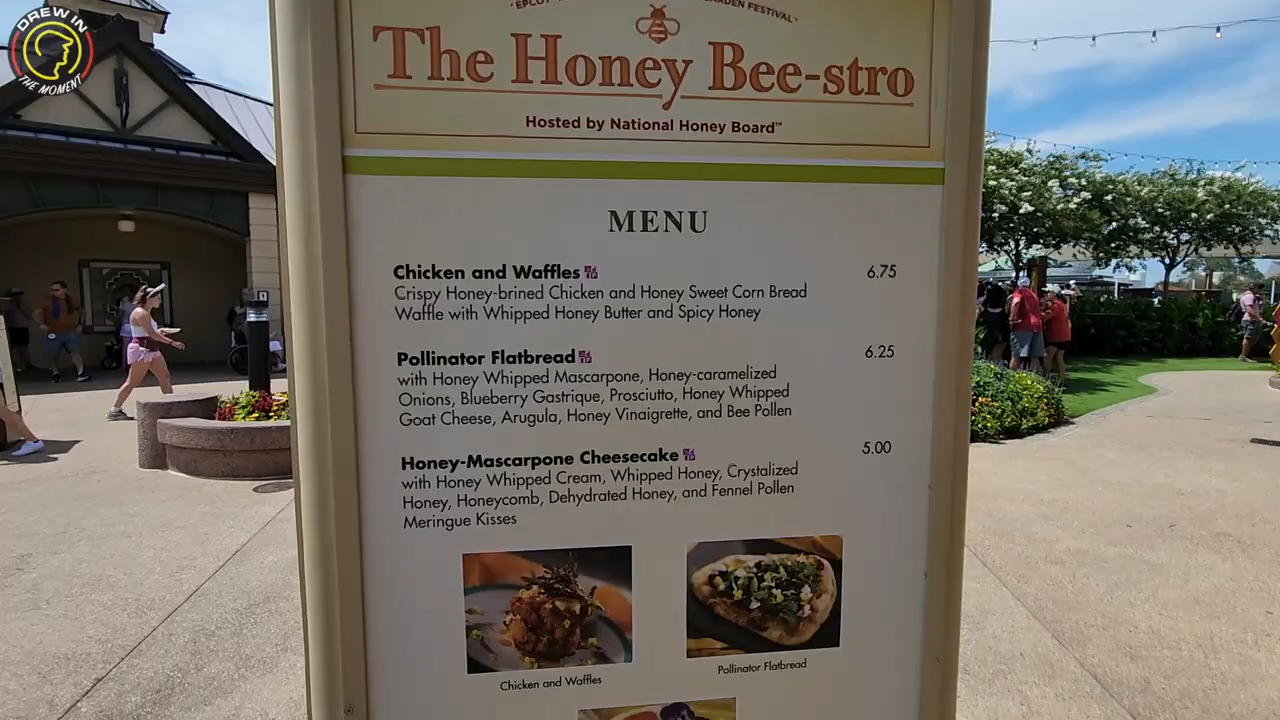 DREW IN
THE MOMENT
EPCOT
GARDEN FESTIVAL
The Honey Bee-stro
Hosted by National Honey Board™
MENU
Chicken and Waffles 6.75
Crispy Honey-brined Chicken and Honey Sweet Corn Bread
Waffle with Whipped Honey Butter and Spicy Honey
Pollinator Flatbread 6.25
with Honey Whipped Mascarpone, Honey-caramelized
Onions, Blueberry Gastrique, Prosciutto, Honey Whipped
Goat Cheese, Arugula, Honey Vinaigrette, and Bee Pollen
Honey-Mascarpone Cheesecake 5.00
with Honey Whipped Cream, Whipped Honey, Crystalized
Honey, Honeycomb, Dehydrated Honey, and Fennel Pollen
Meringue Kisses
Chicken and Waffles
Pollinator Flatbread